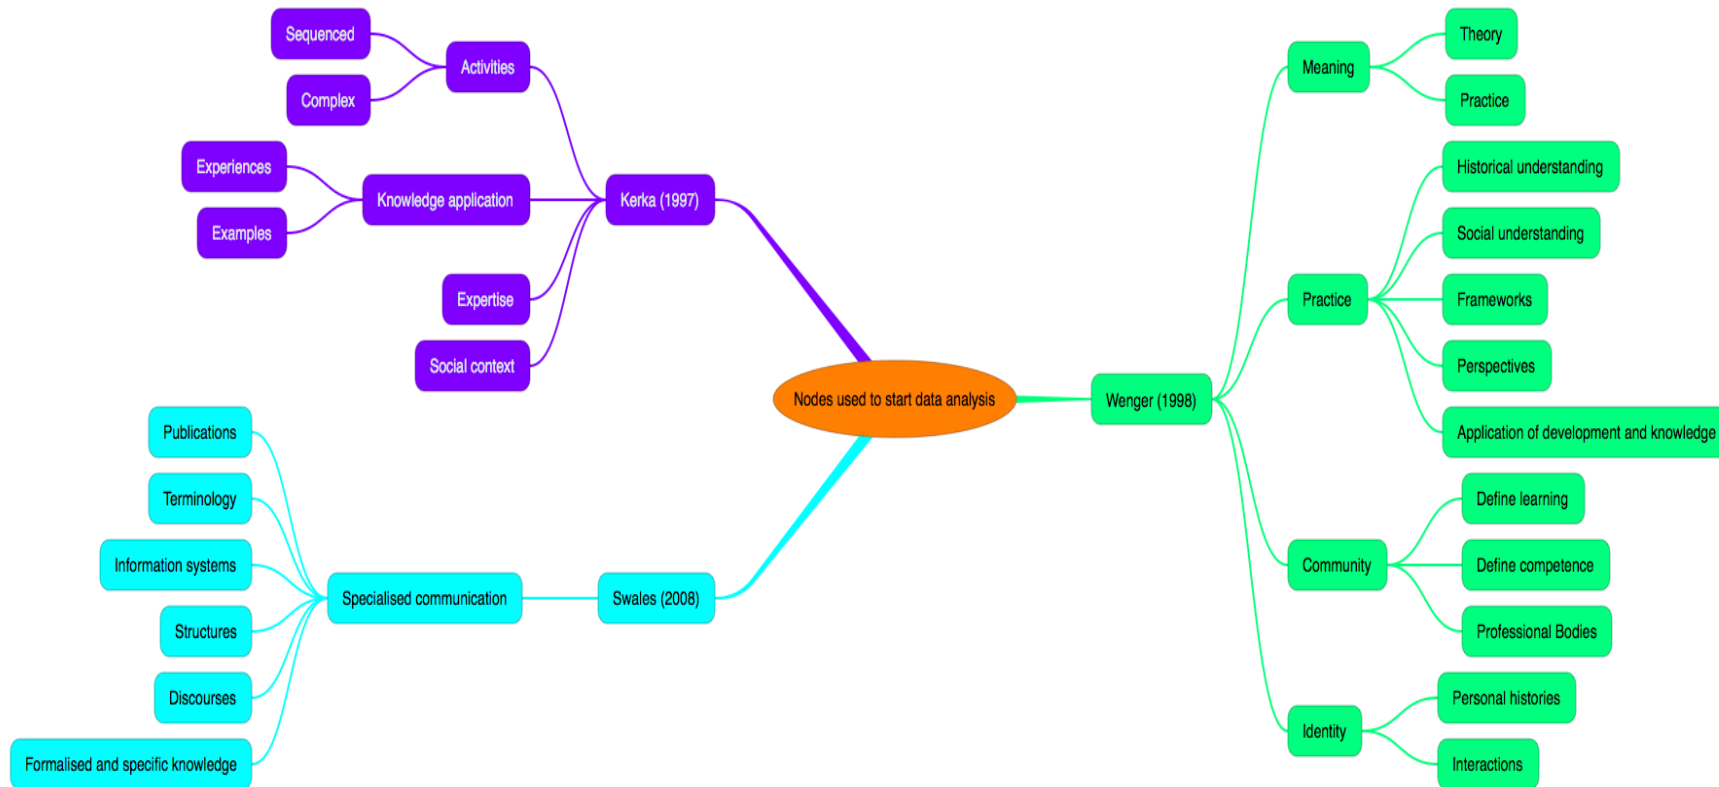 Sequenced
Activities
Complex
Experiences
Knowledge application
Examples
Kerka (1997)
Expertise
Social context
Nodes used to start data analysis
Publications
Terminology
Information systems
Specialised communication
Swales (2008)
Structures
Discourses
Formalised and specific knowledge
Wenger (1998)
Meaning
Theory
Practice
Practice
Historical understanding
Social understanding
Frameworks
Perspectives
Application of development and knowledge
Community
Define learning
Define competence
Professional Bodies
Identity
Personal histories
Interactions